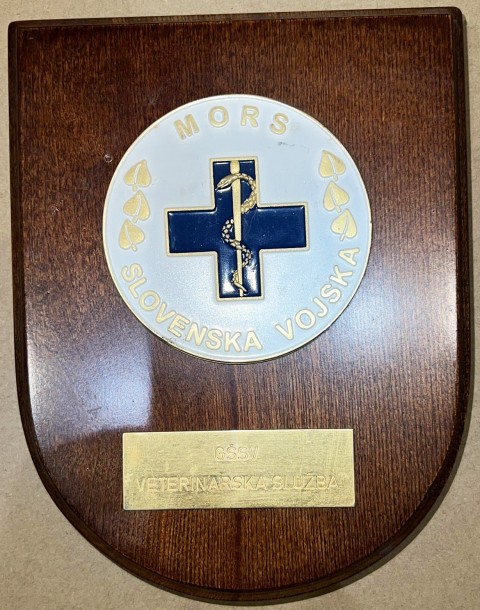 MORS
SLOVENSKA VOJSKA
GŠSV
VETERINARSKA SLUŽBA